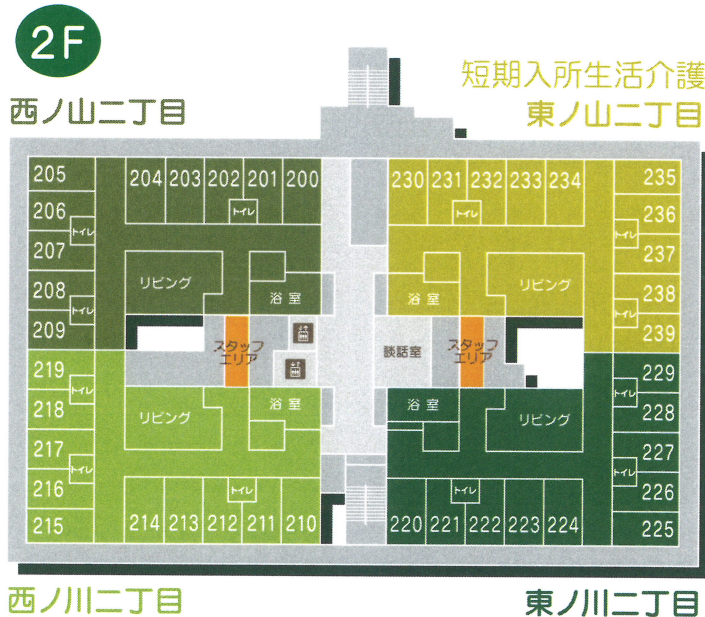 2F
短期入所生活介護
西ノ山二丁目
東ノ山二丁目
205
204
203
202
201
200
230
231
232
233
234
235
206
トイレ
トイレ
236
トイレ
トイレ
207
237
208
リビング
浴室
浴室
リビング
238
トイレ
トイレ
209
239
スタッフ
エリア
談話室
スタッフ
エリア
219
229
トイレ
トイレ
218
リビング
浴室
浴室
リビング
228
217
227
トイレ
トイレ
216
トイレ
トイレ
226
215
214
213
212
211
210
220
221
222
223
224
225
西ノ川二丁目
東ノ川二丁目